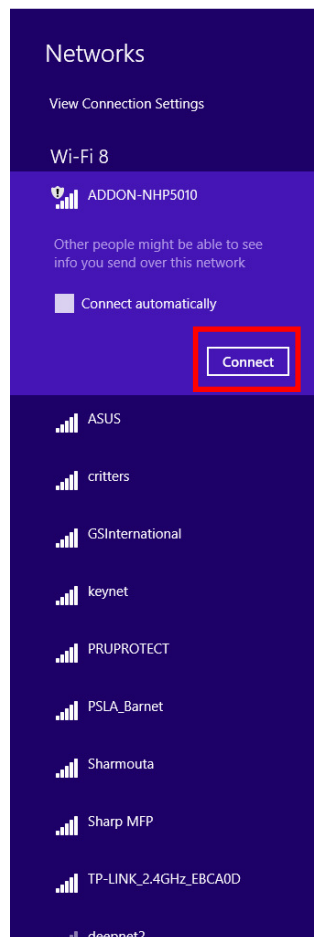 Networks
View Connection Settings
Wi-Fi 8
ADDON-NHP5010
Other people might be able to see
info you send over this network
Connect automatically
Connect
ASUS
critters
GSInternational
keynet
PRUPROTECT
PSLA_Barnet
Sharmouta
Sharp MFP
TP-LINK_2.4GHz_EBCA0D
deepnet2